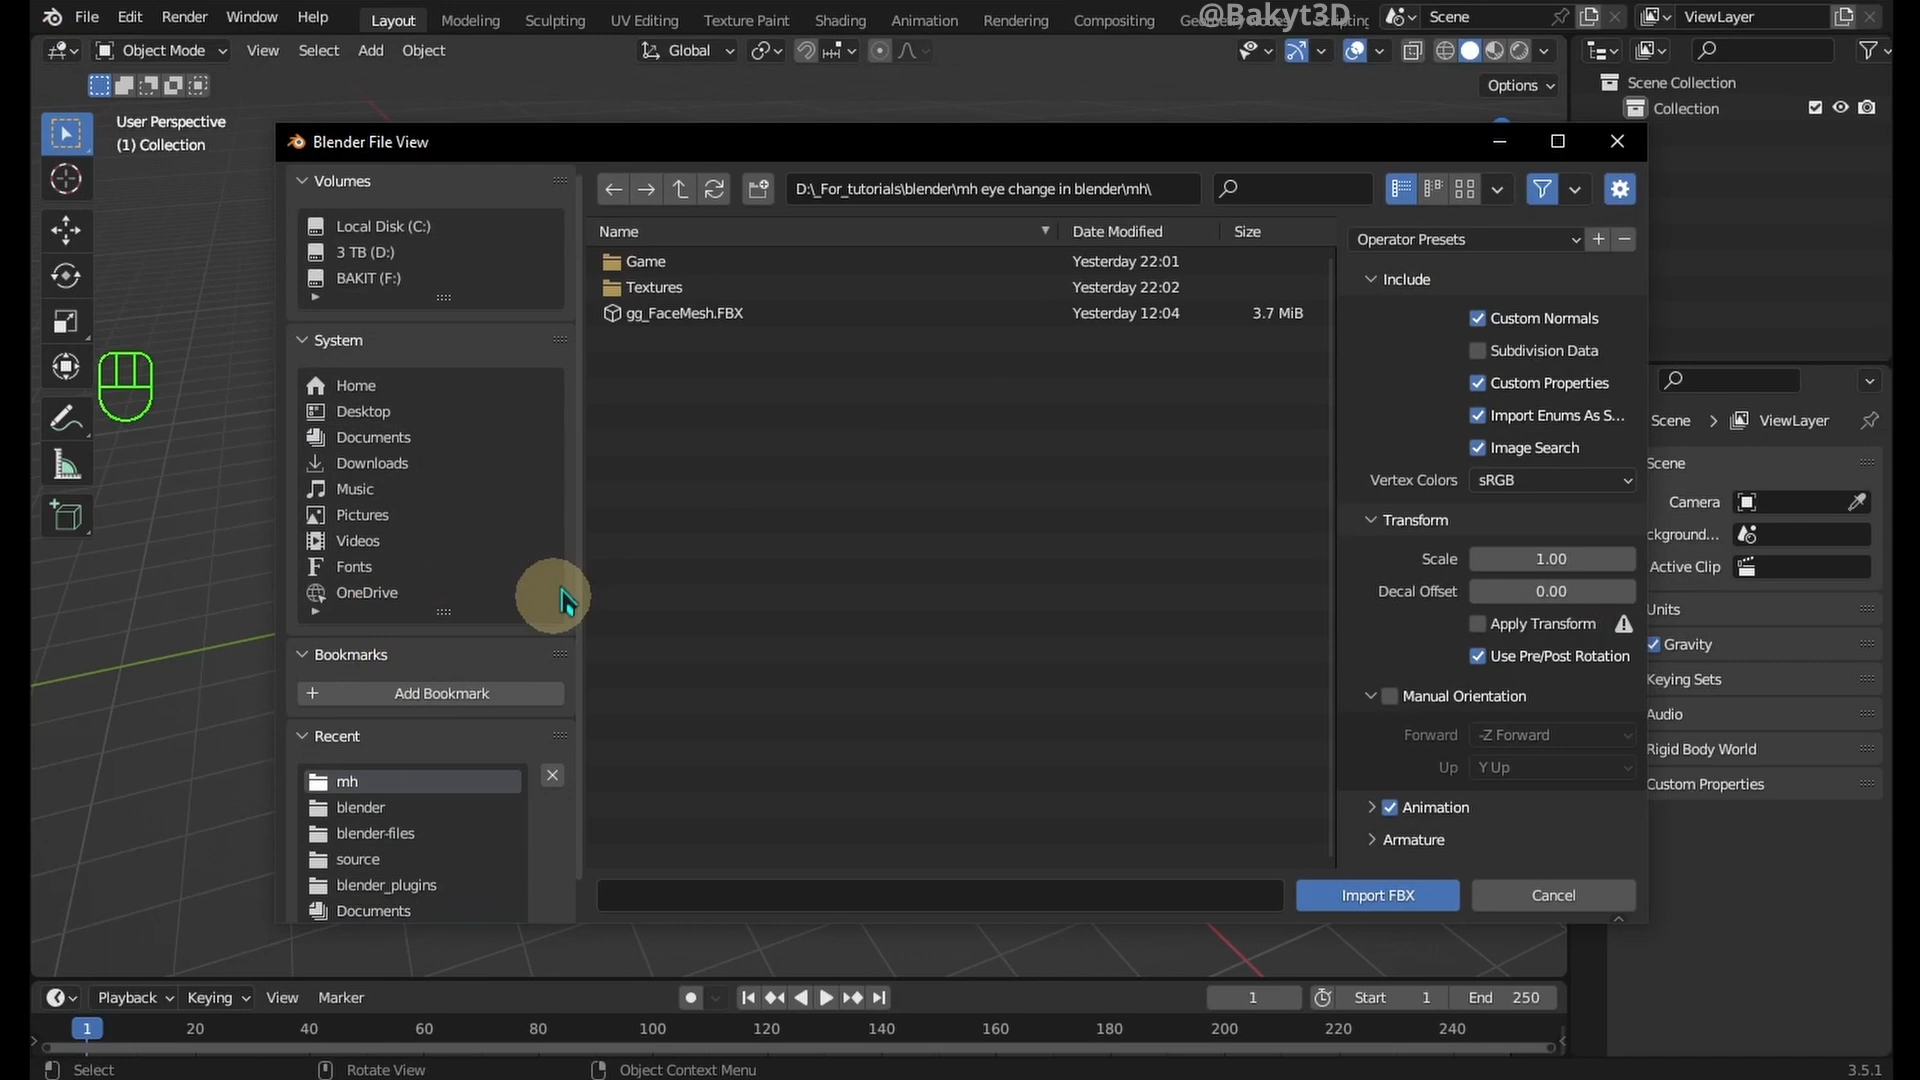 File Edit Render Window Help
Layout Modeling Sculpting UV Editing Texture Paint Shading Animation Rendering Compositing
@Bakyt3D
Scene
ViewLayer
Object Mode View Select Add Object
Global
Options
User Perspective
(1) Collection
Scene Collection
Collection
Blender File View
Volumes
Local Disk (C:)
3 TB (D:)
BAKIT (F:)
System
Home
Desktop
Documents
Downloads
Music
Pictures
Videos
Fonts
OneDrive
Bookmarks
Add Bookmark
Recent
mh
blender
blender-files
source
blender_plugins
Documents
D:\_For_tutorials\blender\mh eye change in blender\mh\
Name Date Modified Size
Game Yesterday 22:01
Textures Yesterday 22:02
gg_FaceMesh.FBX Yesterday 12:04 3.7 MiB
Operator Presets
Include
Custom Normals
Subdivision Data
Custom Properties
Import Enums As S...
Image Search
Vertex Colors sRGB
Transform
Scale 1.00
Decal Offset 0.00
Apply Transform
Use Pre/Post Rotation
Manual Orientation
Forward -Z Forward
Up Y Up
Animation
Armature
Import FBX Cancel
Scene ViewLayer
Scene
Camera
ckground...
Active Clip
Units
Gravity
Keying Sets
Audio
Rigid Body World
Custom Properties
Playback Keying View Marker
1 Start 1 End 250
1 20 40 60 80 100 120 140 160 180 200 220 240
Select Rotate View Object Context Menu 3.5.1